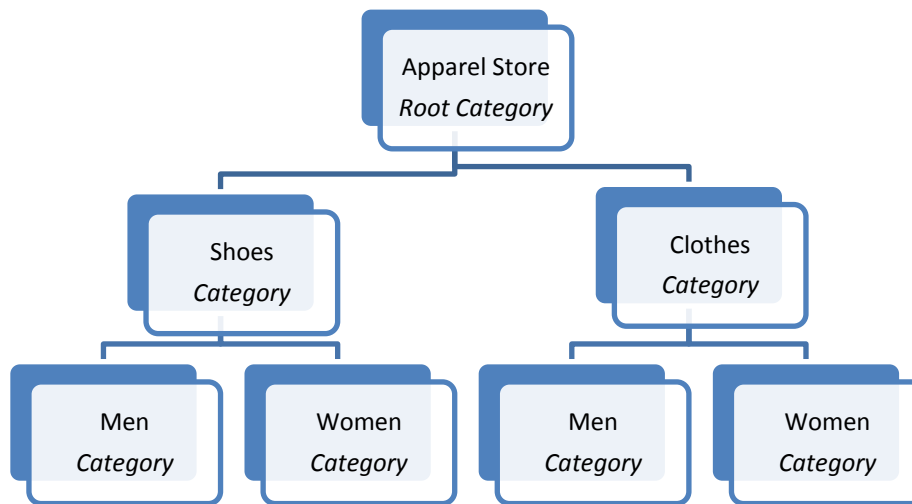 Apparel Store
Root Category
Shoes
Category
Clothes
Category
Men
Category
Women
Category
Men
Category
Women
Category